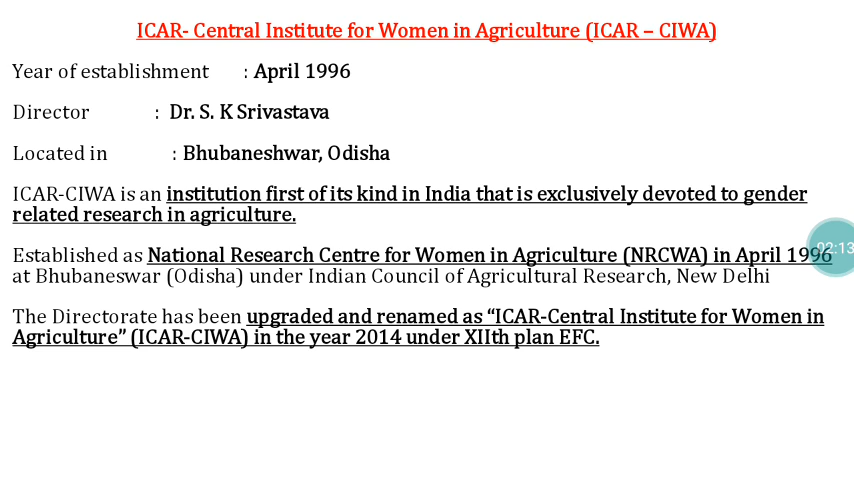 ICAR- Central Institute for Women in Agriculture (ICAR – CIWA)
Year of establishment : April 1996
Director : Dr. S. K Srivastava
Located in : Bhubaneshwar, Odisha
ICAR-CIWA is an institution first of its kind in India that is exclusively devoted to gender
related research in agriculture.
Established as National Research Centre for Women in Agriculture (NRCWA) in April 1996
at Bhubaneswar (Odisha) under Indian Council of Agricultural Research, New Delhi
The Directorate has been upgraded and renamed as “ICAR-Central Institute for Women in
Agriculture” (ICAR-CIWA) in the year 2014 under XIIth plan EFC.
02:13